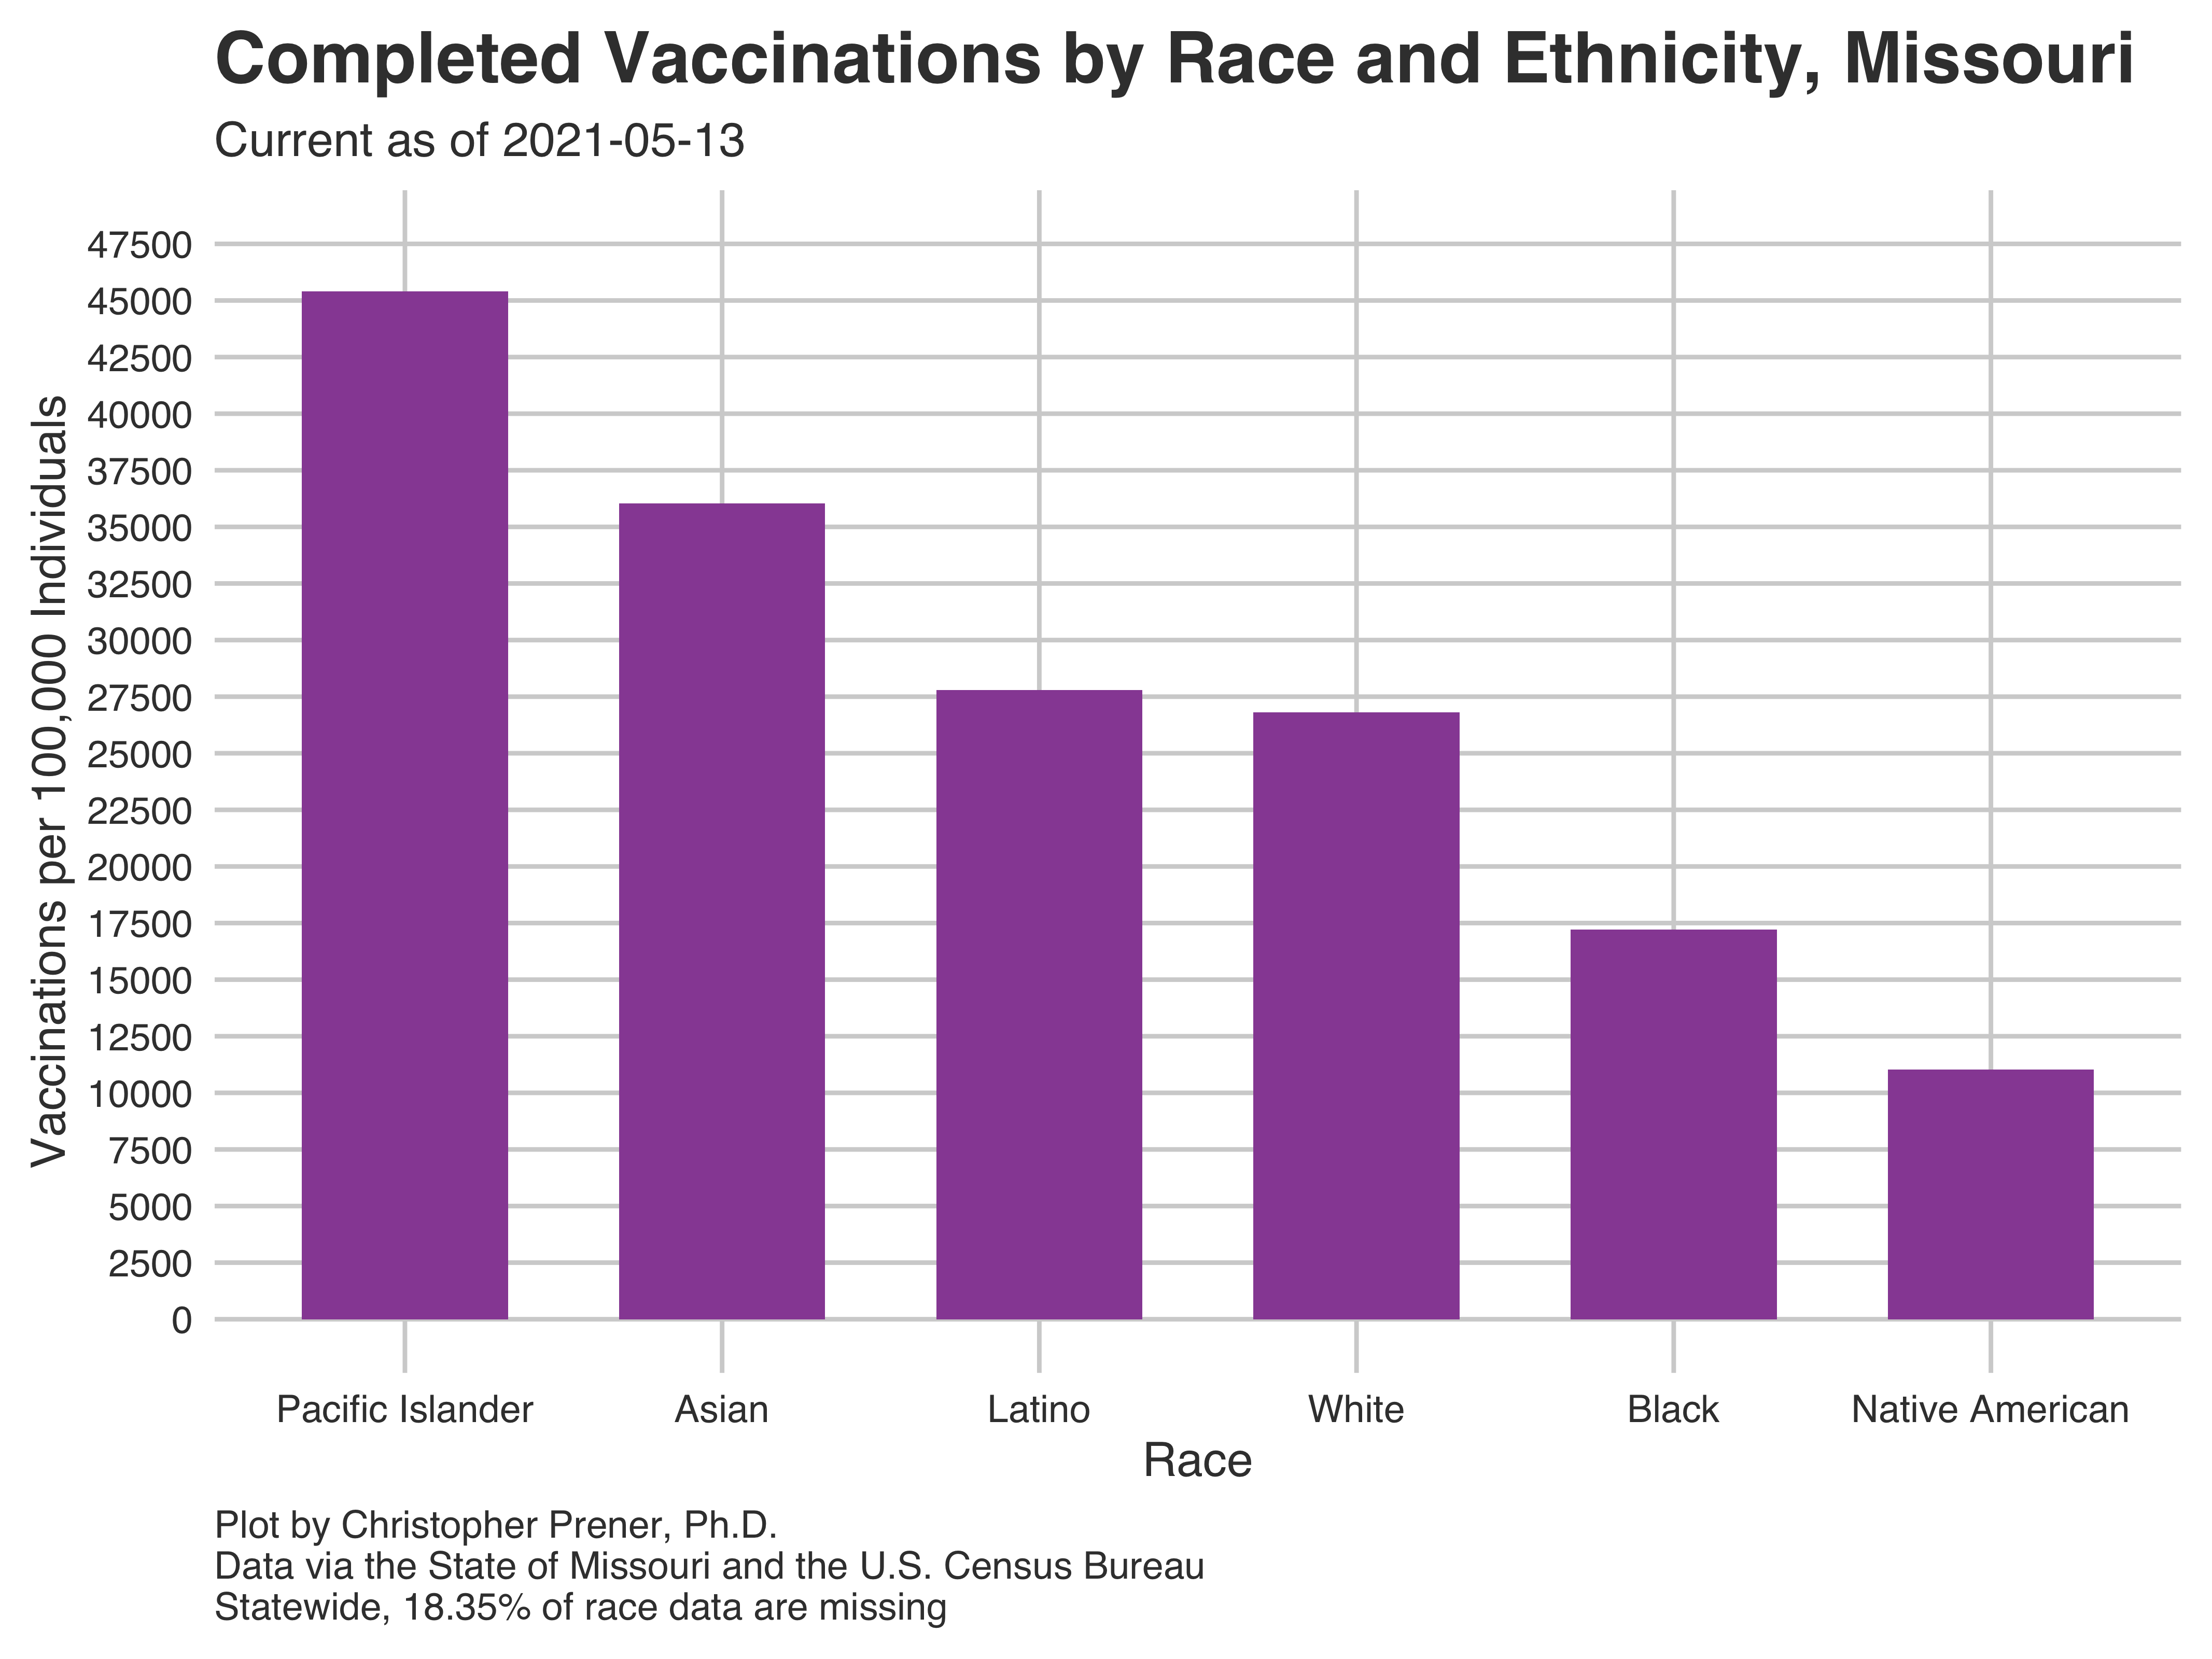 Completed Vaccinations by Race and Ethnicity, Missouri
Current as of 2021-05-13
Vaccinations per 100,000 Individuals
47500
45000
42500
40000
37500
35000
32500
30000
27500
25000
22500
20000
17500
15000
12500
10000
7500
5000
2500
0
Pacific Islander Asian Latino White Black Native American
Race
Plot by Christopher Prener, Ph.D.
Data via the State of Missouri and the U.S. Census Bureau
Statewide, 18.35% of race data are missing